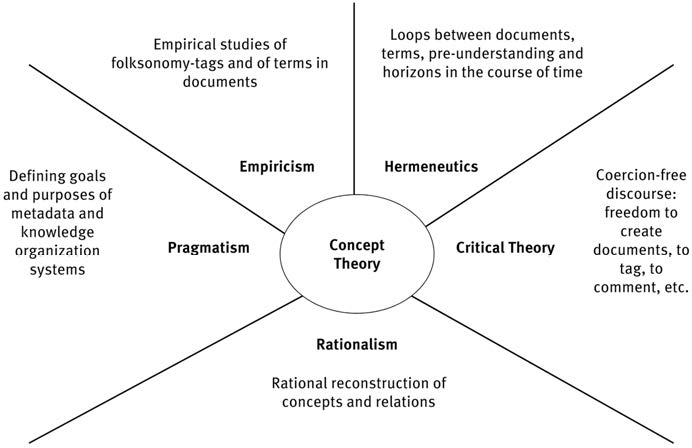 Empirical studies of
folksonomy-tags and of terms in
documents
Loops between documents,
terms, pre-understanding and
horizons in the course of time
Empiricism
Hermeneutics
Defining goals
and purposes of
metadata and
knowledge
organization
systems
Pragmatism
Concept
Theory
Critical Theory
Coercion-free
discourse:
freedom to
create
documents, to
tag, to
comment, etc.
Rationalism
Rational reconstruction of
concepts and relations